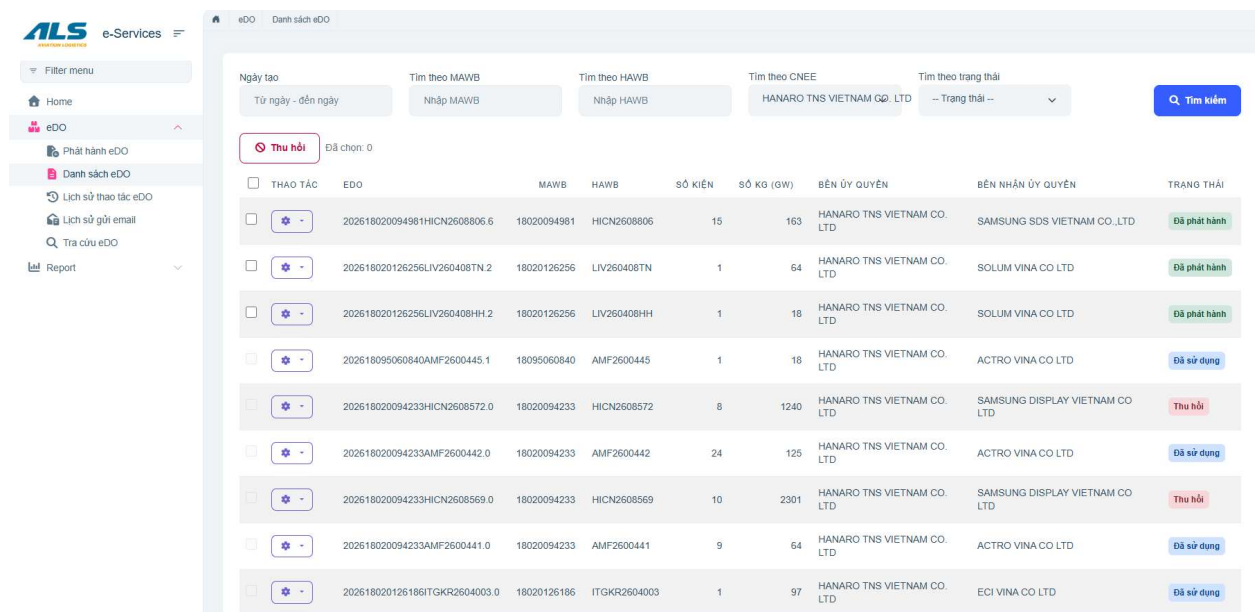 eDO Danh sách eDO
ALS e-Services
AVIATION LOGISTICS
Filter menu
Home
eDO
Phát hành eDO
Danh sách eDO
Lịch sử thao tác eDO
Lịch sử gửi email
Tra cứu eDO
Report
Ngày tạo Tìm theo MAWB Tìm theo HAWB Tìm theo CNEE Tìm theo trạng thái
Từ ngày - đến ngày Nhập MAWB Nhập HAWB HANARO TNS VIETNAM CO. LTD -- Trạng thái -- Tìm kiếm
Thu hồi Đã chọn: 0
THAO TÁC EDO MAWB HAWB SỐ KIỆN SỐ KG (GW) BÊN ỦY QUYỀN BÊN NHẬN ỦY QUYỀN TRẠNG THÁI
202618020094981HICN2608806.6 18020094981 HICN2608806 15 163 HANARO TNS VIETNAM CO. SAMSUNG SDS VIETNAM CO.,LTD Đã phát hành
LTD
202618020126256LIV260408TN.2 18020126256 LIV260408TN 1 64 HANARO TNS VIETNAM CO. SOLUM VINA CO LTD Đã phát hành
LTD
202618020126256LIV260408HH.2 18020126256 LIV260408HH 1 18 HANARO TNS VIETNAM CO. SOLUM VINA CO LTD Đã phát hành
LTD
202618095060840AMF2600445.1 18095060840 AMF2600445 1 18 HANARO TNS VIETNAM CO. ACTRO VINA CO LTD Đã sử dụng
LTD
202618020094233HICN2608572.0 18020094233 HICN2608572 8 1240 HANARO TNS VIETNAM CO. SAMSUNG DISPLAY VIETNAM CO Thu hồi
LTD LTD
202618020094233AMF2600442.0 18020094233 AMF2600442 24 125 HANARO TNS VIETNAM CO. ACTRO VINA CO LTD Đã sử dụng
LTD
202618020094233HICN2608569.0 18020094233 HICN2608569 10 2301 HANARO TNS VIETNAM CO. SAMSUNG DISPLAY VIETNAM CO Thu hồi
LTD LTD
202618020094233AMF2600441.0 18020094233 AMF2600441 9 64 HANARO TNS VIETNAM CO. ACTRO VINA CO LTD Đã sử dụng
LTD
202618020126186ITGKR2604003.0 18020126186 ITGKR2604003 1 97 HANARO TNS VIETNAM CO. ECI VINA CO LTD Đã sử dụng
LTD